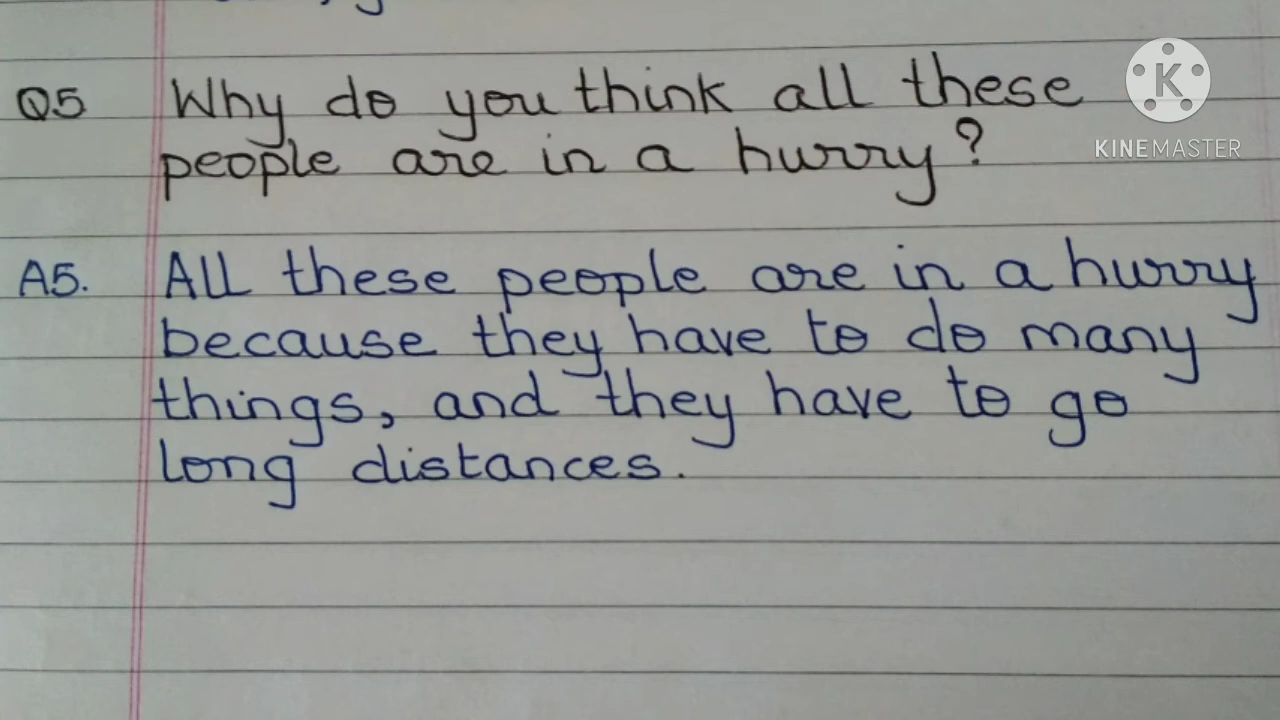 Q5 Why do you think all these
people are in a hurry?
K
KINEMASTER
A5. All these people are in a hurry
because they have to do many
things, and they have to go
long distances.